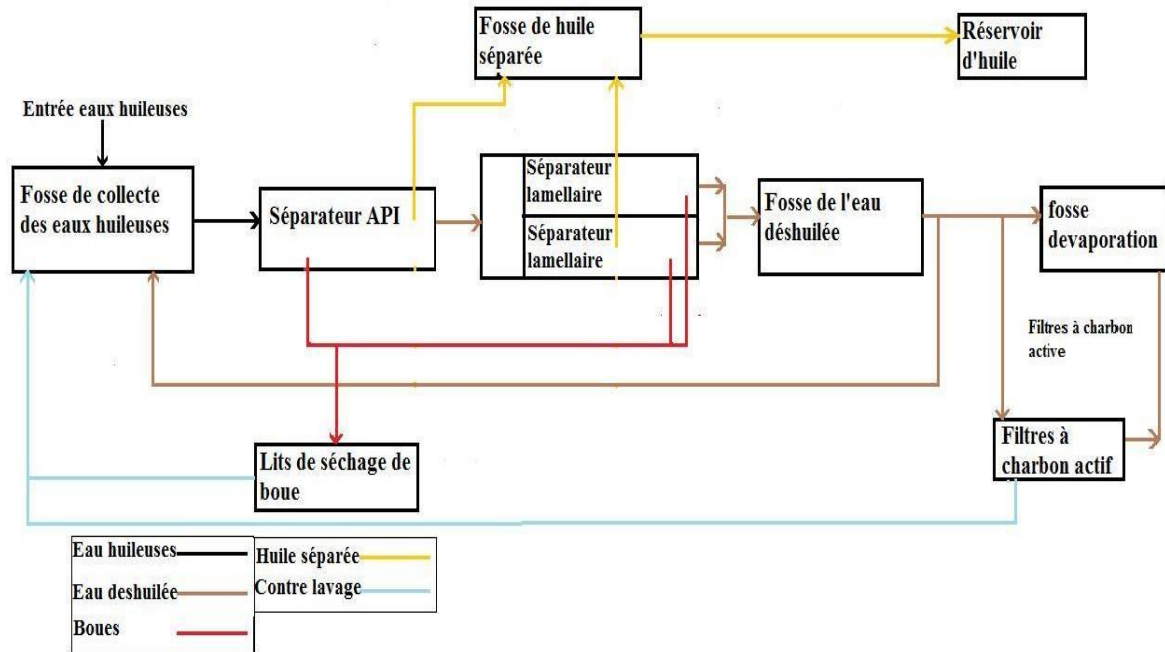 Fosse de huile
séparée
Réservoir
d'huile
Entrée eaux huileuses
Fosse de collecte
des eaux huileuses
Séparateur API
Séparateur
lamellaire
Séparateur
lamellaire
Fosse de l'eau
déshuilée
fosse
devaporation
Filtres à charbon
active
Filtres à
charbon actif
Lits de séchage de
boue
Eau huileuses
Huile séparée
Eau deshuilée
Contre lavage
Boues